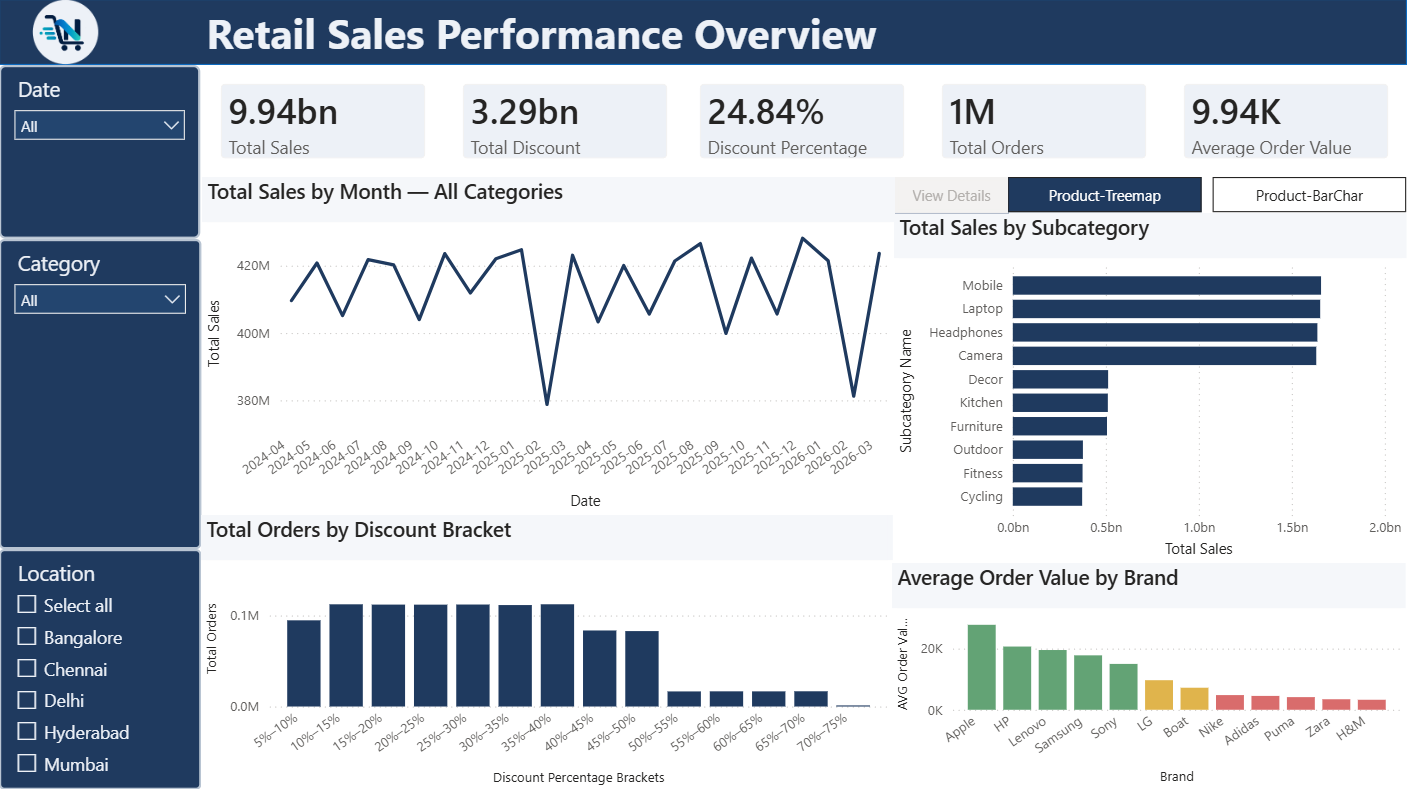 Retail Sales Performance Overview
Date
All
Category
All
Location
Select all
Bangalore
Chennai
Delhi
Hyderabad
Mumbai
9.94bn
Total Sales
3.29bn
Total Discount
24.84%
Discount Percentage
1M
Total Orders
9.94K
Average Order Value
Total Sales by Month — All Categories
Total Sales
420M
400M
380M
2024-04
2024-05
2024-06
2024-07
2024-08
2024-09
2024-10
2024-11
2024-12
2025-01
2025-02
2025-03
2025-04
2025-05
2025-06
2025-07
2025-08
2025-09
2025-10
2025-11
2025-12
2026-01
2026-02
2026-03
Date
View Details
Product-Treemap
Product-BarChar
Total Sales by Subcategory
Subcategory Name
Mobile
Laptop
Headphones
Camera
Decor
Kitchen
Furniture
Outdoor
Fitness
Cycling
0.0bn
0.5bn
1.0bn
1.5bn
2.0bn
Total Sales
Total Orders by Discount Bracket
Total Orders
0.1M
0.0M
5%–10%
10%–15%
15%–20%
20%–25%
25%–30%
30%–35%
35%–40%
40%–45%
45%–50%
50%–55%
55%–60%
60%–65%
65%–70%
70%–75%
Discount Percentage Brackets
Average Order Value by Brand
AVG Order Val...
20K
0K
Apple
HP
Lenovo
Samsung
Sony
LG
Boat
Nike
Adidas
Puma
Zara
H&M
Brand